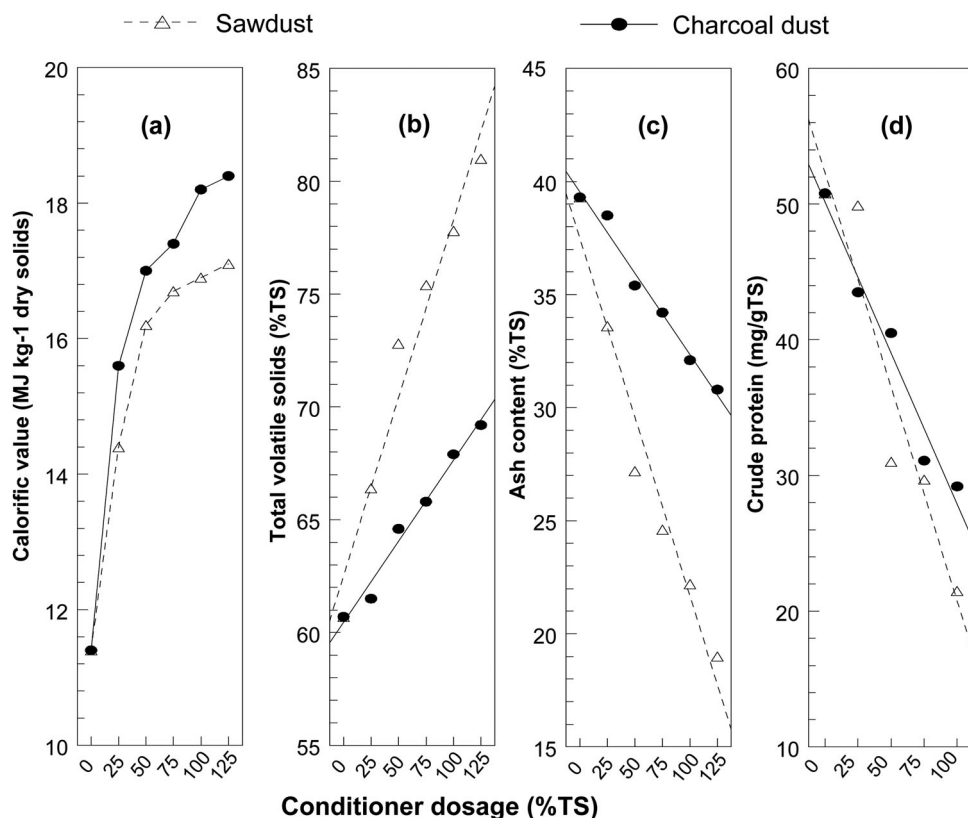 Sawdust
Charcoal dust
(a)
Calorific value (MJ kg-1 dry solids)
20
18
16
14
12
10
0 25 50 75 100 125
(b)
Total volatile solids (%TS)
85
80
75
70
65
60
55
0 25 50 75 100 125
(c)
Ash content (%TS)
45
40
35
30
25
20
15
0 25 50 75 100 125
(d)
Crude protein (mg/gTS)
60
50
40
30
20
10
0 25 50 75 100
Conditioner dosage (%TS)